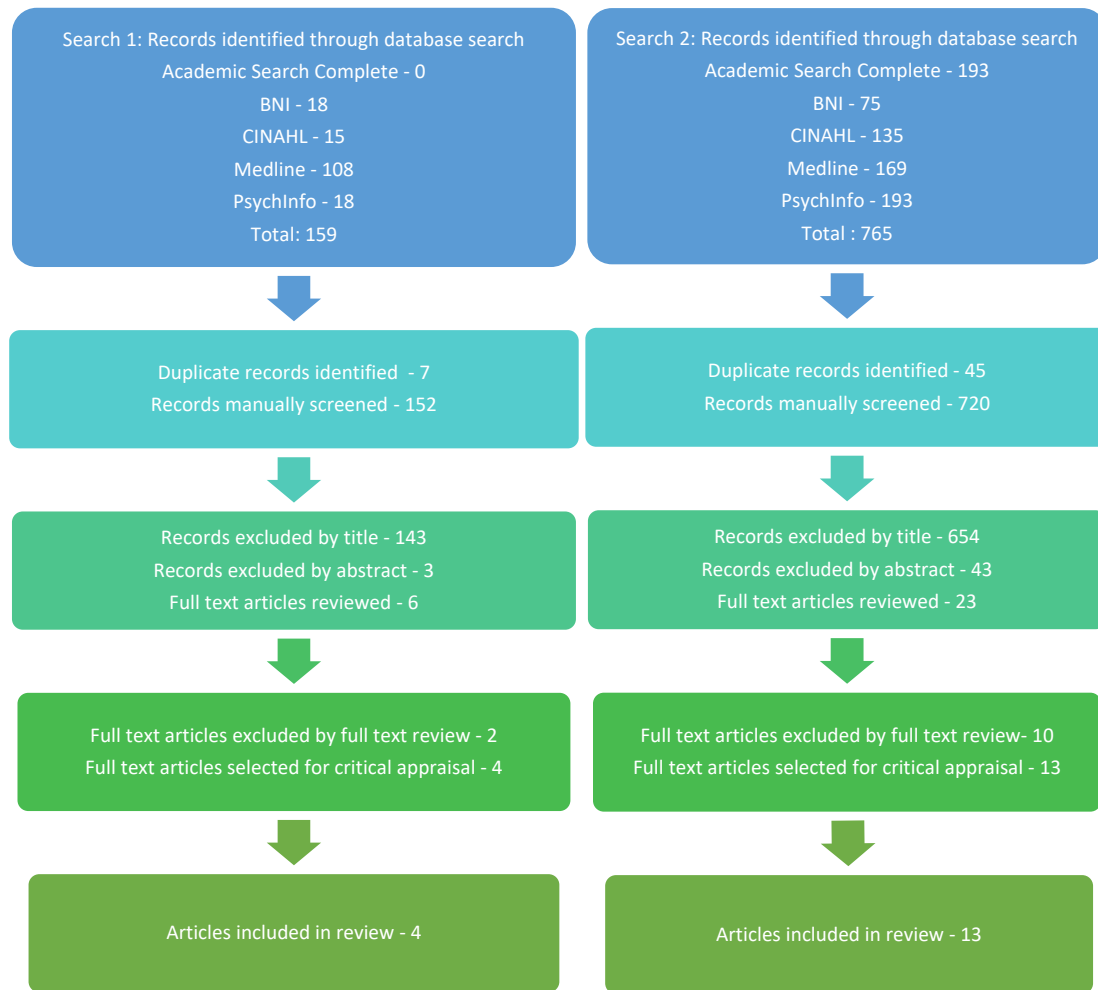 Search 1: Records identified through database search
Academic Search Complete - 0
BNI - 18
CINAHL - 15
Medline - 108
PsychInfo - 18
Total: 159
Duplicate records identified - 7
Records manually screened - 152
Records excluded by title - 143
Records excluded by abstract - 3
Full text articles reviewed - 6
Full text articles excluded by full text review - 2
Full text articles selected for critical appraisal - 4
Articles included in review - 4
Search 2: Records identified through database search
Academic Search Complete - 193
BNI - 75
CINAHL - 135
Medline - 169
PsychInfo - 193
Total : 765
Duplicate records identified - 45
Records manually screened - 720
Records excluded by title - 654
Records excluded by abstract - 43
Full text articles reviewed - 23
Full text articles excluded by full text review- 10
Full text articles selected for critical appraisal - 13
Articles included in review - 13